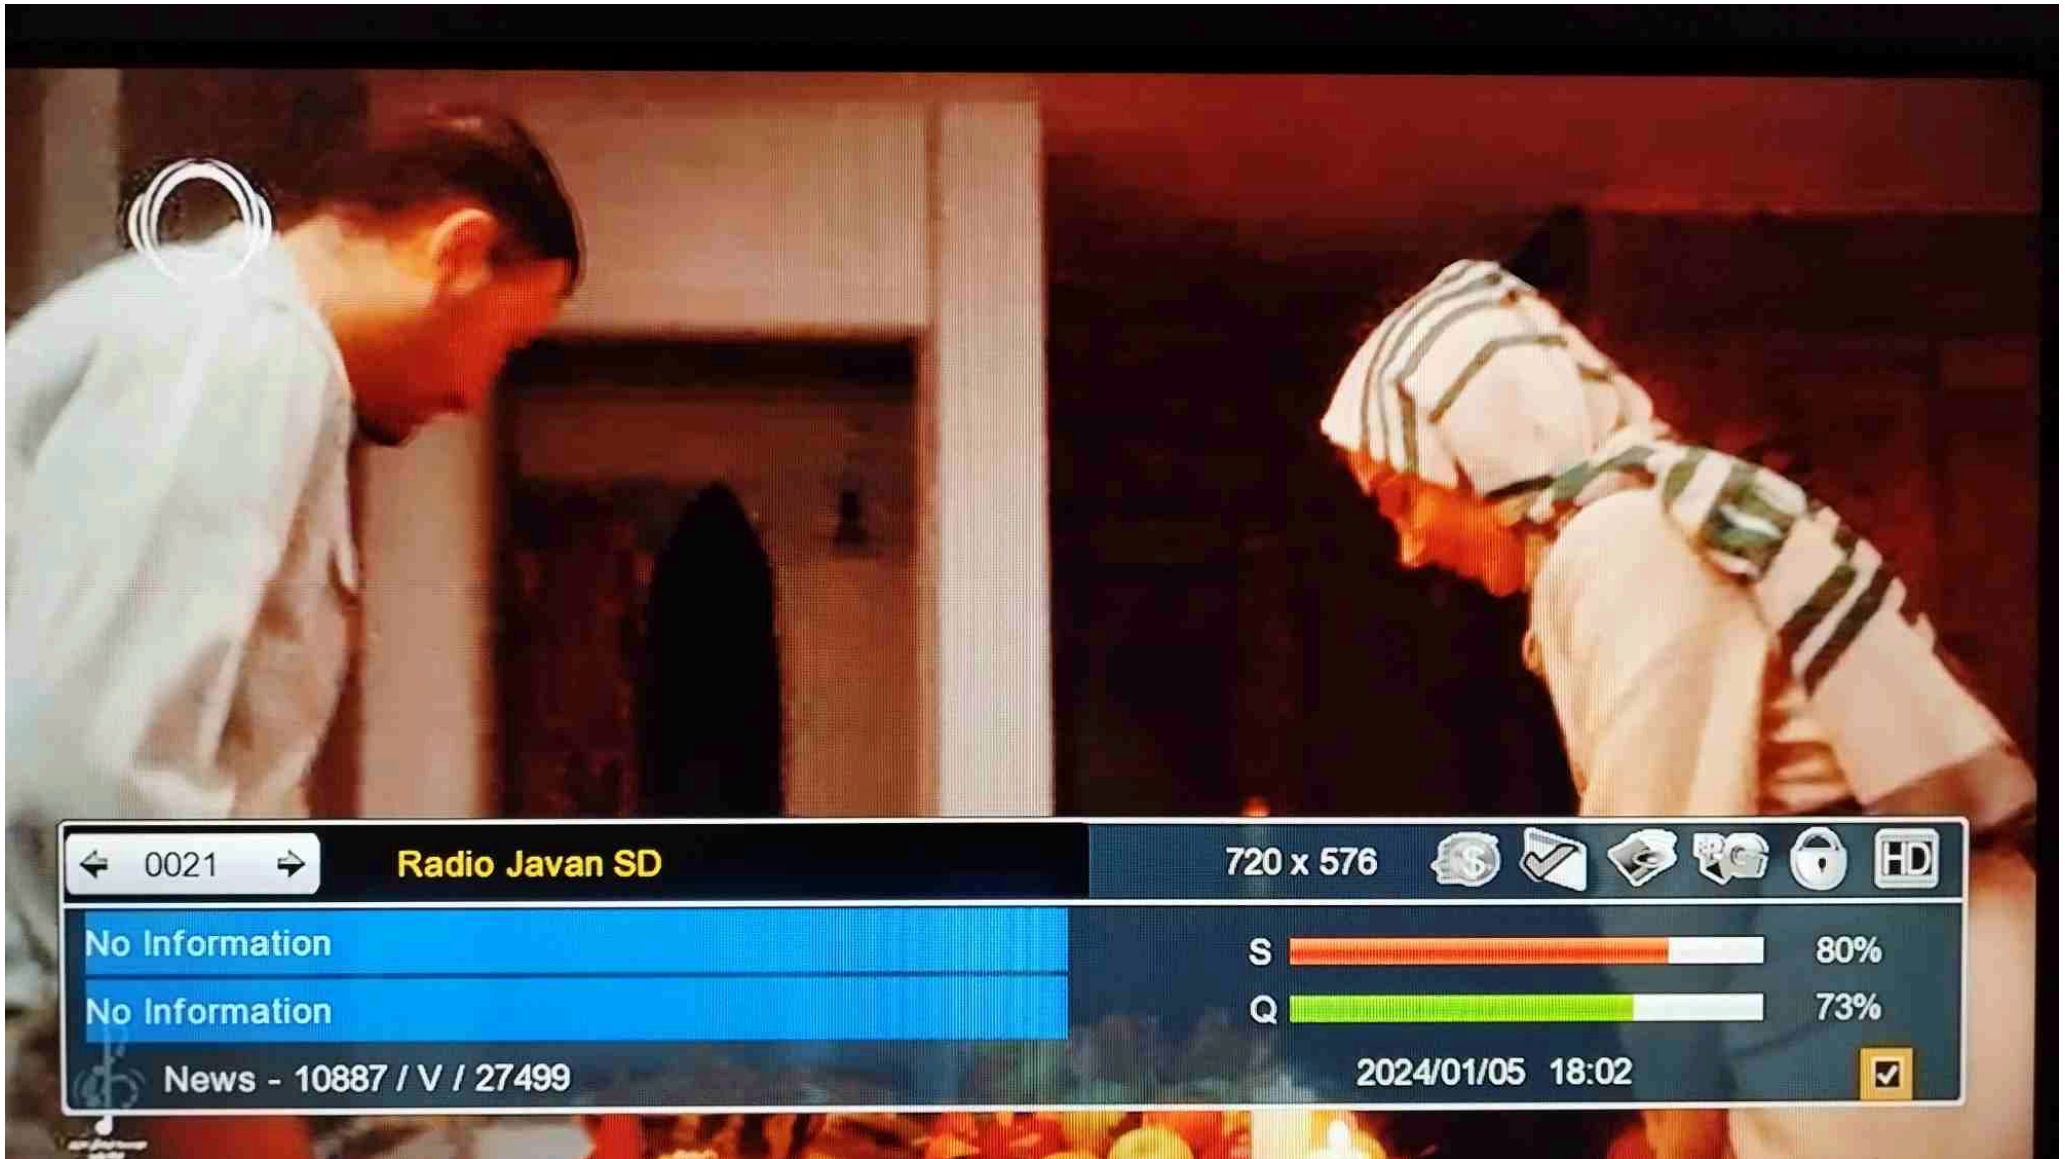 0021 Radio Javan SD 720 x 576 HD
No Information
No Information
S 80%
Q 73%
News - 10887 / V / 27499 2024/01/05 18:02